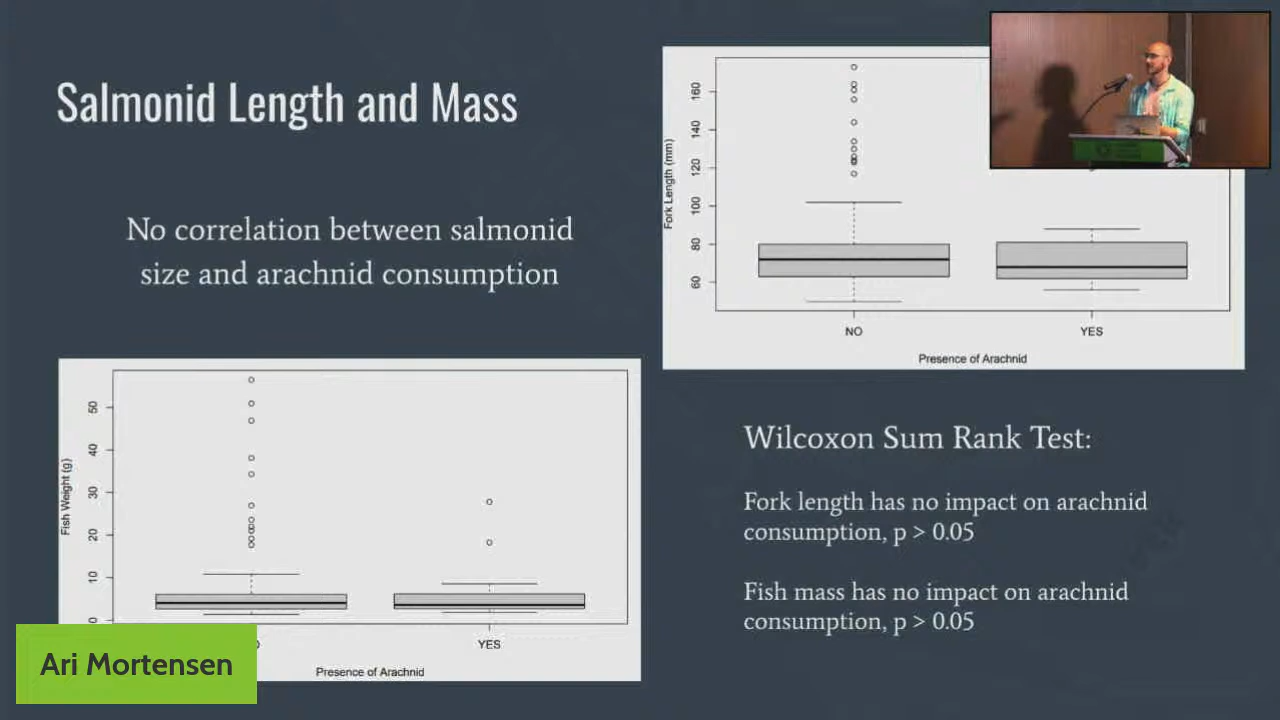 Salmonid Length and Mass
No correlation between salmonid
size and arachnid consumption
160
140
120
100
80
60
Fork Length (mm)
NO
YES
Presence of Arachnid
50
40
30
20
10
0
Fish Weight (g)
YES
Presence of Arachnid
Wilcoxon Sum Rank Test:
Fork length has no impact on arachnid
consumption, p > 0.05
Fish mass has no impact on arachnid
consumption, p > 0.05
Ari Mortensen